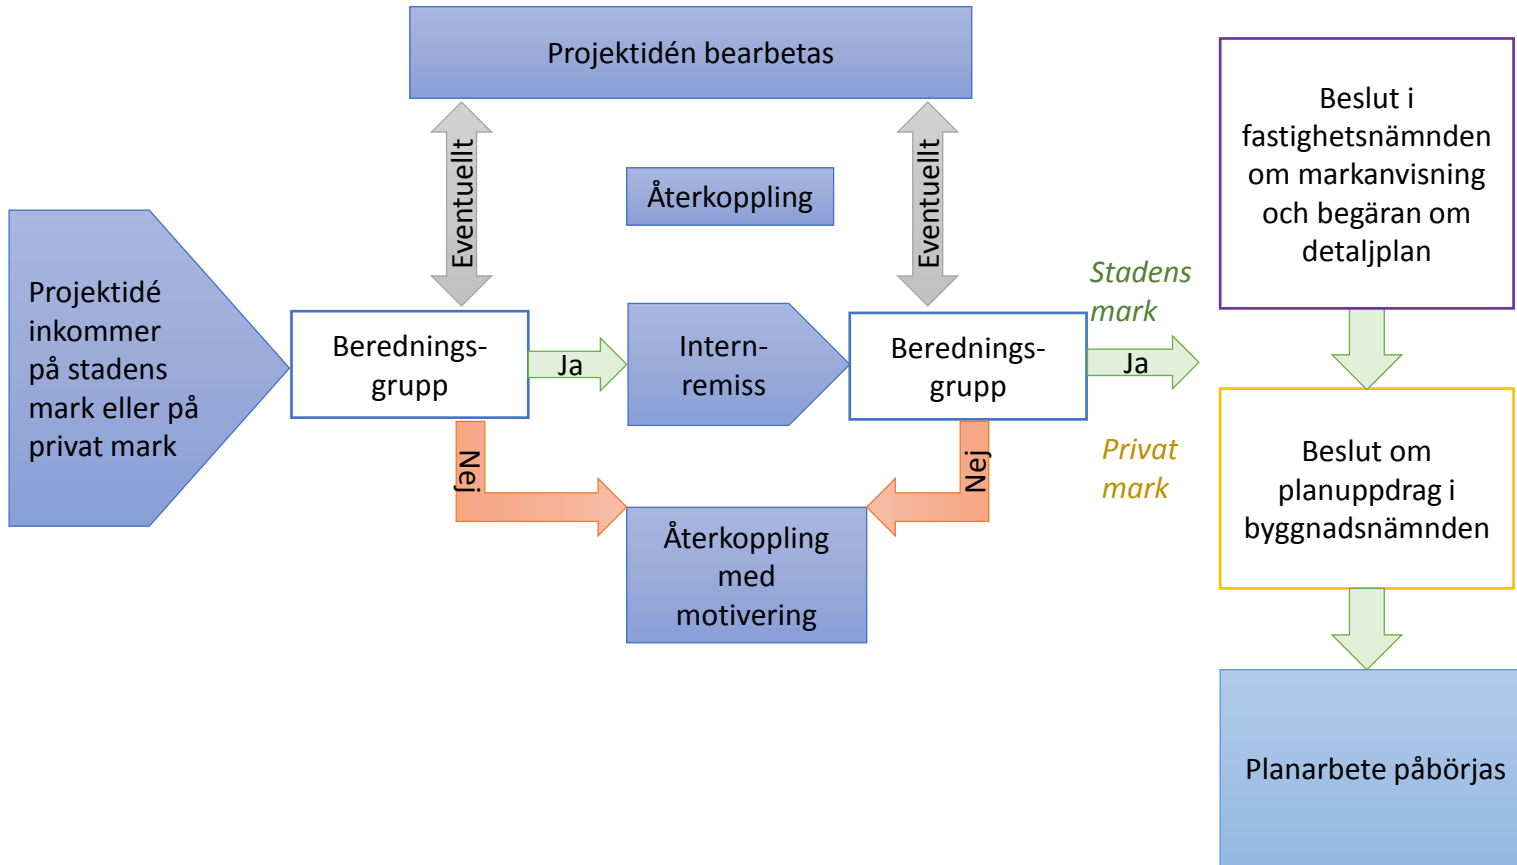 Projektidén bearbetas
Eventuellt
Eventuellt
Återkoppling
Projektidé
inkommer
på stadens
mark eller på
privat mark
Berednings-
grupp
Ja
Intern-
remiss
Berednings-
grupp
Stadens
mark
Ja
Privat
mark
Nej
Nej
Återkoppling
med
motivering
Beslut i
fastighetsnämnden
om markanvisning
och begäran om
detaljplan
Beslut om
planuppdrag i
byggnadsnämnden
Planarbete påbörjas